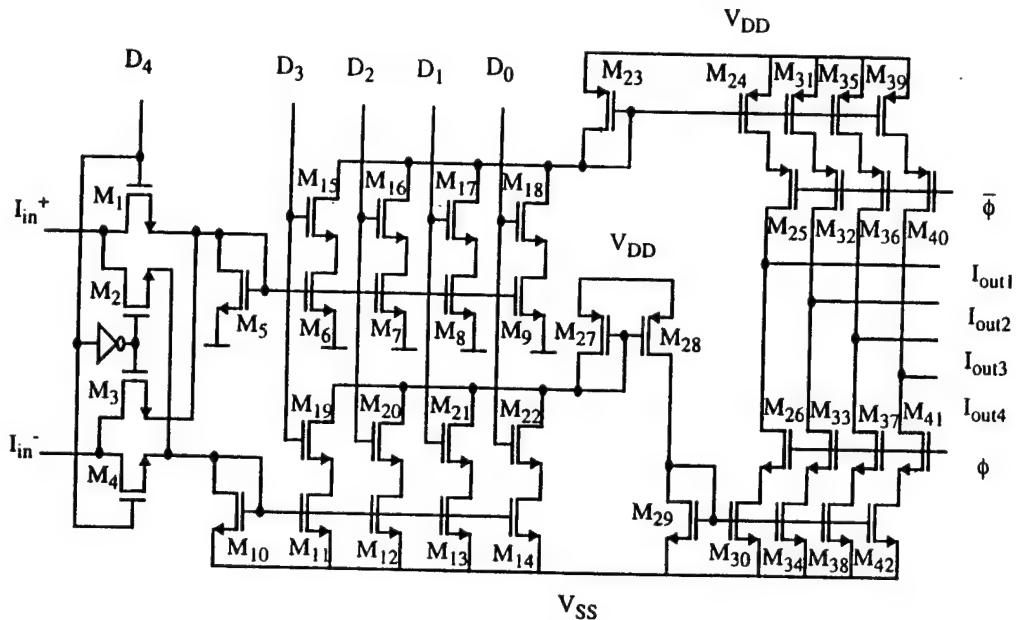 V_DD
D_4
D_3 D_2 D_1 D_0
M_23 M_24 M_31 M_35 M_39
M_1 M_15 M_16 M_17 M_18
I_in^+
ϕ̄
M_25 M_32 M_36 M_40
V_DD
M_2 M_5 M_6 M_7 M_8 M_9 M_27 M_28
I_out1
I_out2
I_out3
I_out4
M_3 M_19 M_20 M_21 M_22
M_26 M_33 M_37 M_41
I_in^-
M_4
ϕ
M_10 M_11 M_12 M_13 M_14 M_29 M_30 M_34 M_38 M_42
V_SS